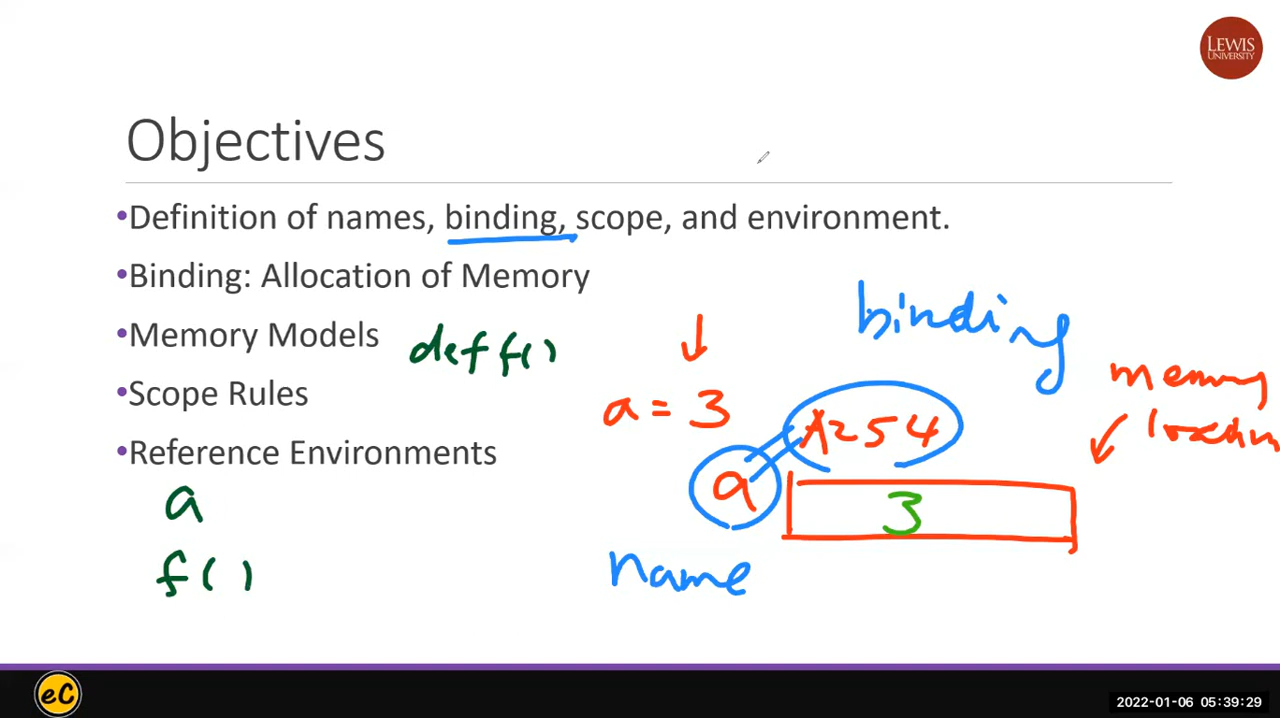 LEWIS
UNIVERSITY
Objectives
•Definition of names, binding, scope, and environment.
•Binding: Allocation of Memory
•Memory Models
def f()
•Scope Rules
•Reference Environments
a
f()
binding
a = 3
A254
a
3
name
memory
eC
2022-01-06 05:39:29